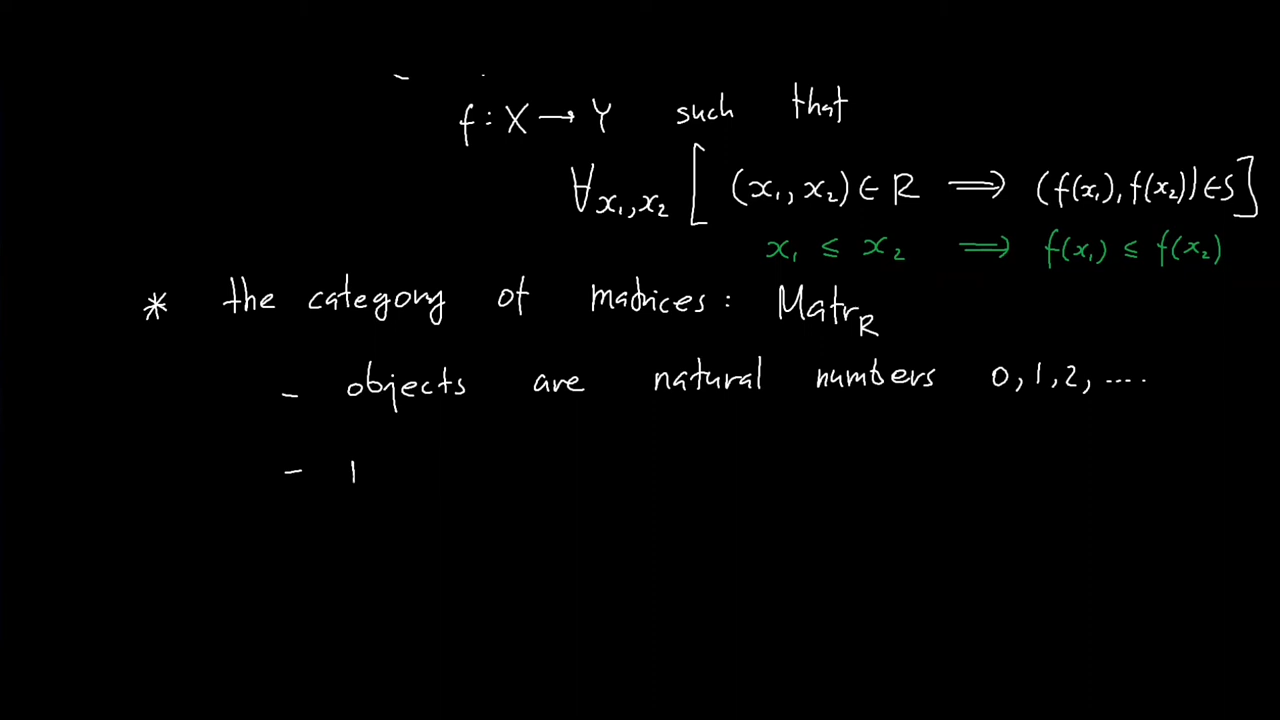 f : X → Y such that
∀x₁,x₂ [ (x₁, x₂) ∈ R ⟹ (f(x₁), f(x₂)) ∈ S ]
x₁ ≤ x₂ ⟹ f(x₁) ≤ f(x₂)
* the category of matrices : Matr_R
- objects are natural numbers 0, 1, 2, ....
-